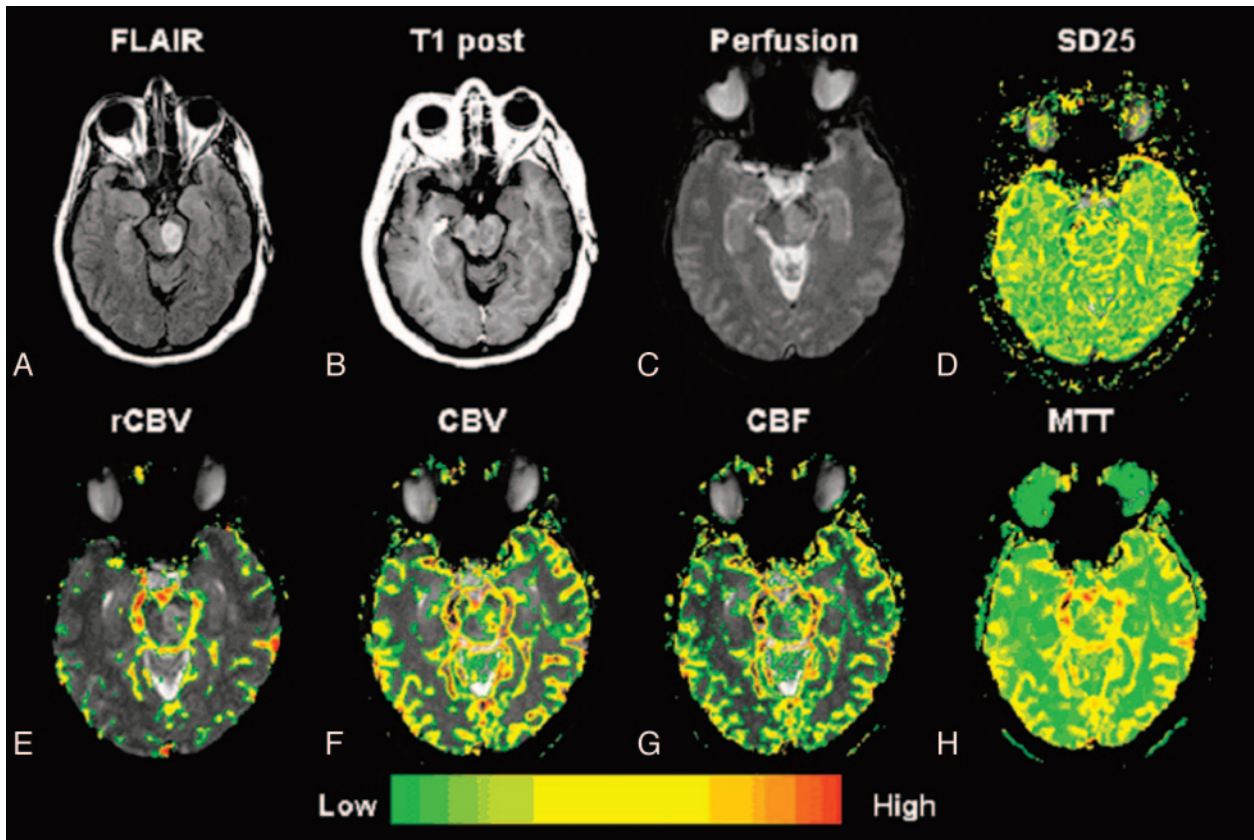 FLAIR T1 post Perfusion SD25
A B C D
rCBV CBV CBF MTT
E F G H
Low High